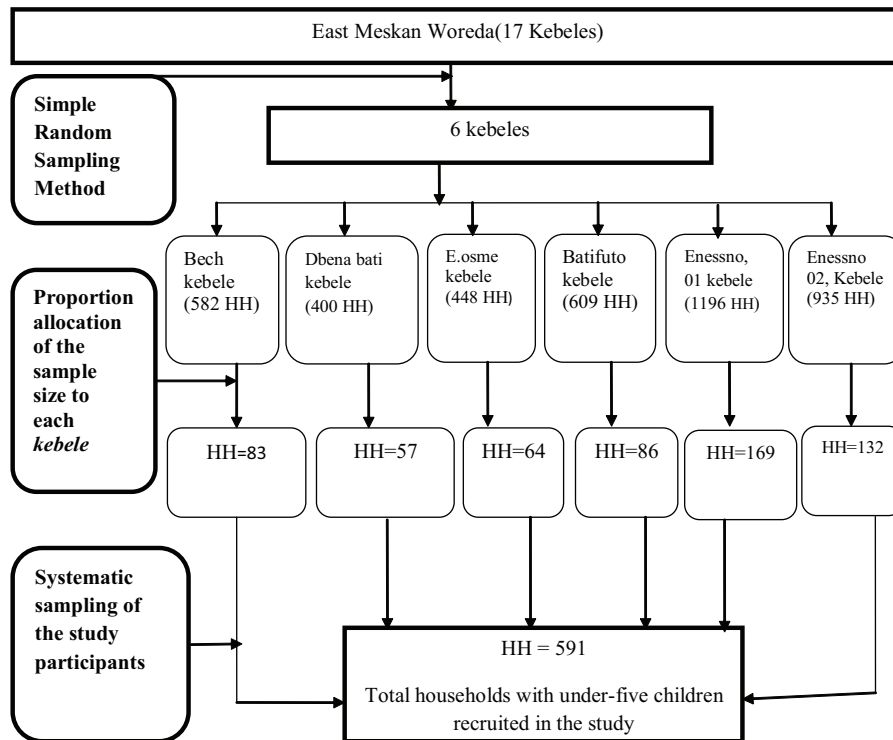 East Meskan Woreda(17 Kebeles)
Simple
Random
Sampling
Method
6 kebeles
Bech
kebele
(582 HH)
Dbena bati
kebele
(400 HH)
E.osme
kebele
(448 HH)
Batifuto
kebele
(609 HH)
Enessno,
01 kebele
(1196 HH)
Enessno
02, Kebele
(935 HH)
Proportion
allocation
of the
sample
size to
each
kebele
HH=83
HH=57
HH=64
HH=86
HH=169
HH=132
Systematic
sampling of
the study
participants
HH = 591
Total households with under-five children
recruited in the study